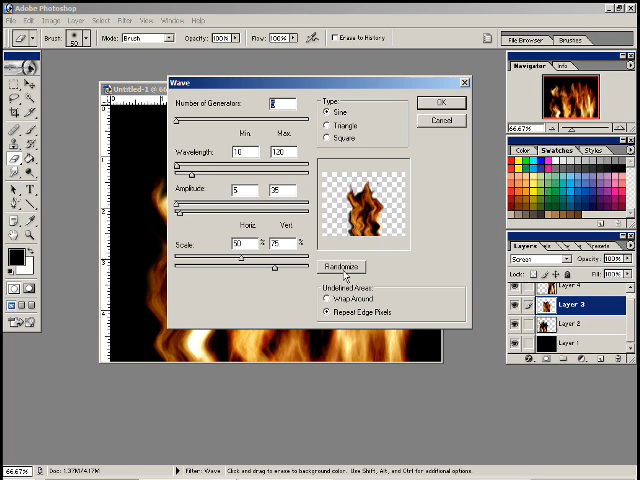 Adobe Photoshop
File Edit Image Layer Select Filter View Window Help
Brush: 50 Mode: Brush Opacity: 100% Flow: 100% Erase to History File Browser Brushes
Untitled-1 @ 66
Wave
Number of Generators: 5
Min. Max.
Wavelength: 10 120
Amplitude: 5 35
Horiz. Vert.
Scale: 50 % 75 %
Type:
Sine
Triangle
Square
OK
Cancel
Randomize
Undefined Areas:
Wrap Around
Repeat Edge Pixels
Navigator Info
66.67%
Color Swatches Styles
Layers
Screen Opacity: 100%
Lock: Fill: 100%
Layer 4
Layer 3
Layer 2
Layer 1
66.67% Doc: 1.37M/4.17M Filter: Wave Click and drag to erase to background color. Use Shift, Alt, and Ctrl for additional options.